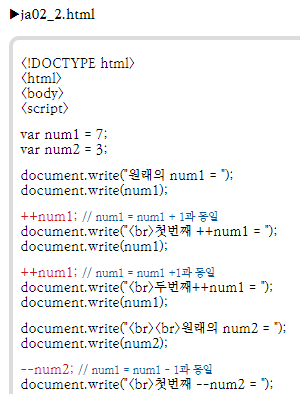 ▶ja02_2.html
<!DOCTYPE html>
<html>
<body>
<script>
var num1 = 7;
var num2 = 3;
document.write("원래의 num1 = ");
document.write(num1);
++num1; // num1 = num1 + 1과 동일
document.write("<br>첫번째 ++num1 = ");
document.write(num1);
++num1; // num1 = num1 +1과 동일
document.write("<br>두번째++num1 = ");
document.write(num1);
document.write("<br><br>원래의 num2 = ");
document.write(num2);
--num2; // num1 = num1 - 1과 동일
document.write("<br>첫번째 --num2 = ");